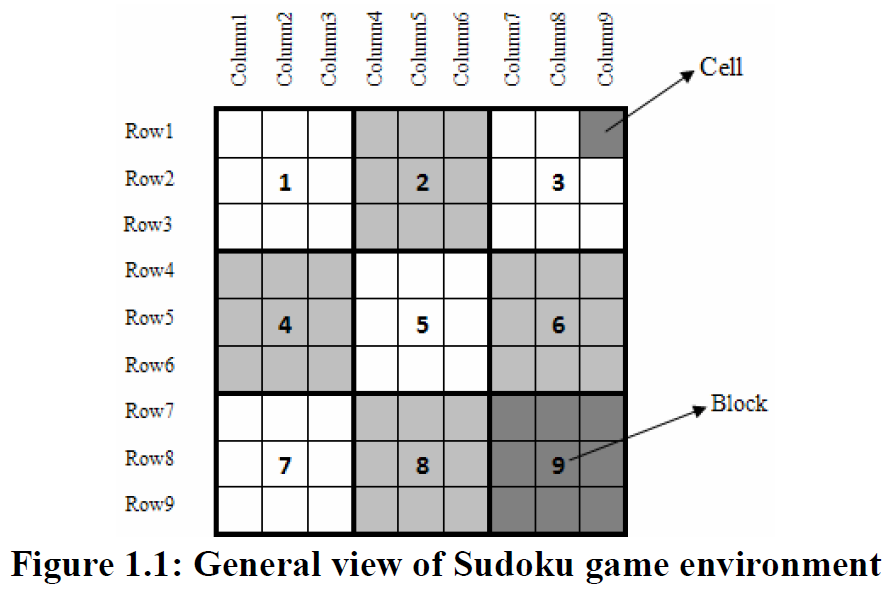 Column1 Column2 Column3 Column4 Column5 Column6 Column7 Column8 Column9
Cell
Row1
Row2 1 2 3
Row3
Row4
Row5 4 5 6
Row6
Row7 Block
Row8 7 8 9
Row9
Figure 1.1: General view of Sudoku game environment